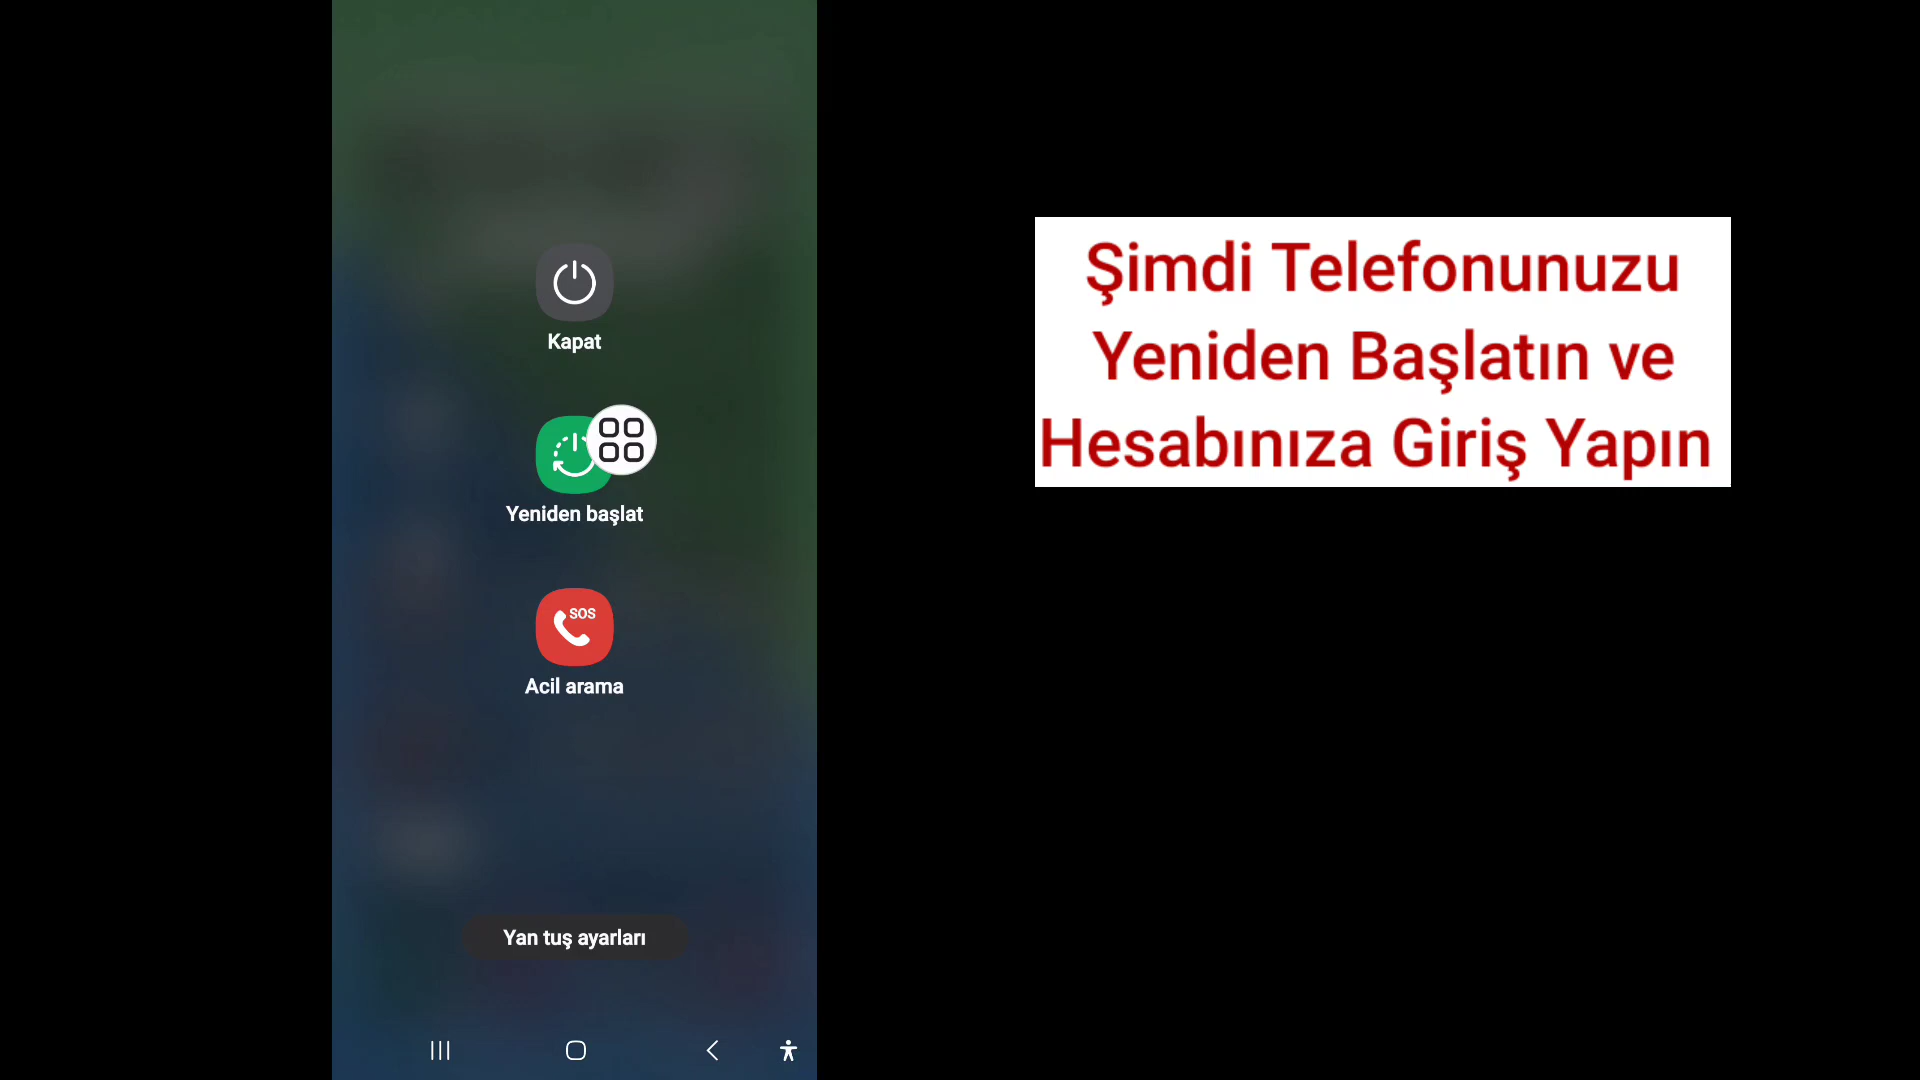 Kapat
Yeniden başlat
SOS
Acil arama
Yan tuş ayarları
Şimdi Telefonunuzu
Yeniden Başlatın ve
Hesabınıza Giriş Yapın